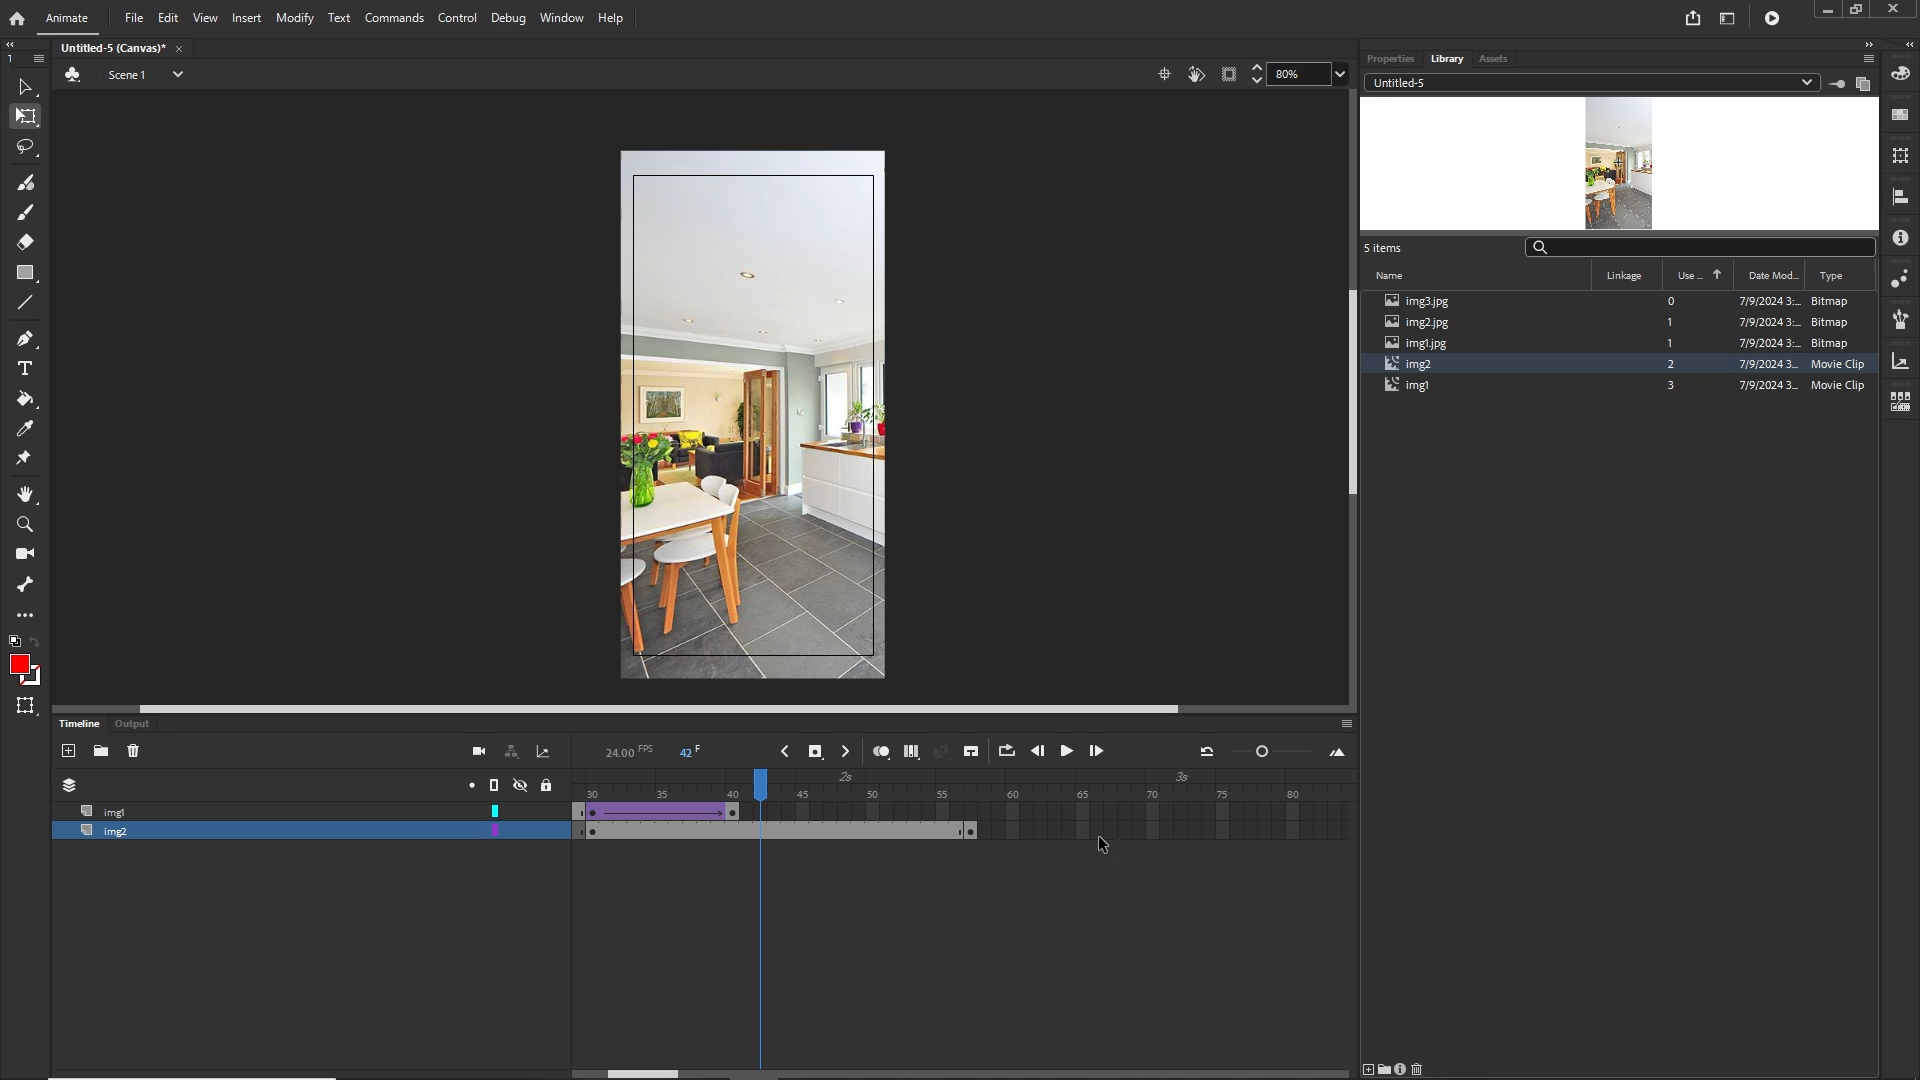 Animate File Edit View Insert Modify Text Commands Control Debug Window Help
Untitled-5 (Canvas)*
Scene 1
80%
Properties Library Assets
Untitled-5
5 items
Name Linkage Use ... Date Mod... Type
img3.jpg 0 7/9/2024 3:... Bitmap
img2.jpg 1 7/9/2024 3:... Bitmap
img1.jpg 1 7/9/2024 3:... Bitmap
img2 2 7/9/2024 3... Movie Clip
img1 3 7/9/2024 3... Movie Clip
Timeline Output
24.00 FPS 42 F
2s 3s
30 35 40 45 50 55 60 65 70 75 80
img1
img2